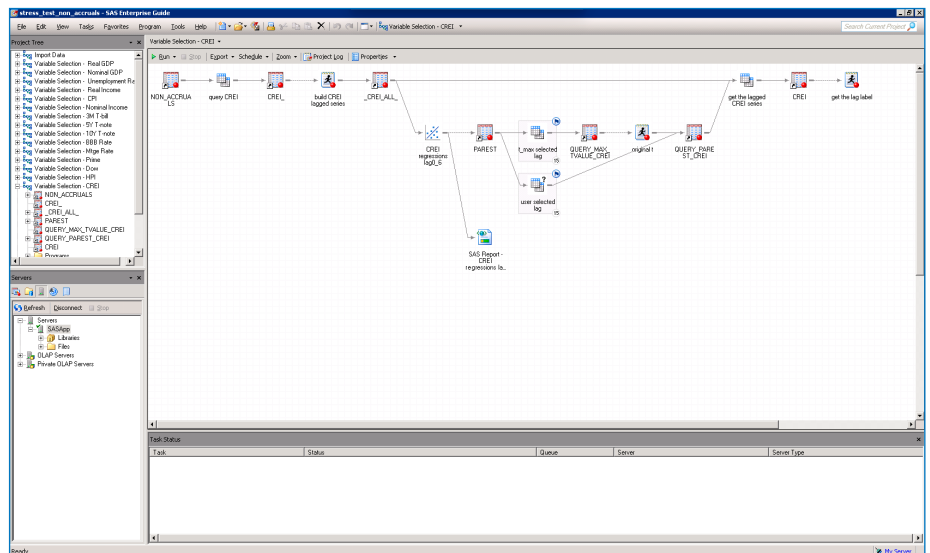 stress_test_non_accruals - SAS Enterprise Guide
File Edit View Tasks Favorites Program Tools Help
Variable Selection - CREI
Search Current Project
Project Tree
Import Data
Variable Selection - Real GDP
Variable Selection - Nominal GDP
Variable Selection - Unemployment Ra
Variable Selection - Real Income
Variable Selection - CPI
Variable Selection - Nominal Income
Variable Selection - 3M T-bill
Variable Selection - 5Y T-note
Variable Selection - 10Y T-note
Variable Selection - BBB Rate
Variable Selection - Mtge Rate
Variable Selection - Prime
Variable Selection - Dow
Variable Selection - HPI
Variable Selection - CREI
NON_ACCRUALS
CREI_
_CREI_ALL_
PAREST
QUERY_MAX_TVALUE_CREI
QUERY_PAREST_CREI
CREI
Programs
Servers
Refresh Disconnect Stop
Servers
SASApp
Libraries
Files
OLAP Servers
Private OLAP Servers
Variable Selection - CREI
Run Stop Export Schedule Zoom Project Log Properties
NON_ACCRUA
LS
query CREI
CREI_
build CREI
lagged series
_CREI_ALL_
get the lagged
CREI series
CREI
get the lag label
CREI
regressions
lag0_6
PAREST
t_max selected
lag
15
QUERY_MAX_
TVALUE_CREI
original t
QUERY_PARE
ST_CREI
user selected
lag
15
SAS Report -
CREI
regressions la...
Task Status
Task Status Queue Server Server Type
Ready
My Server